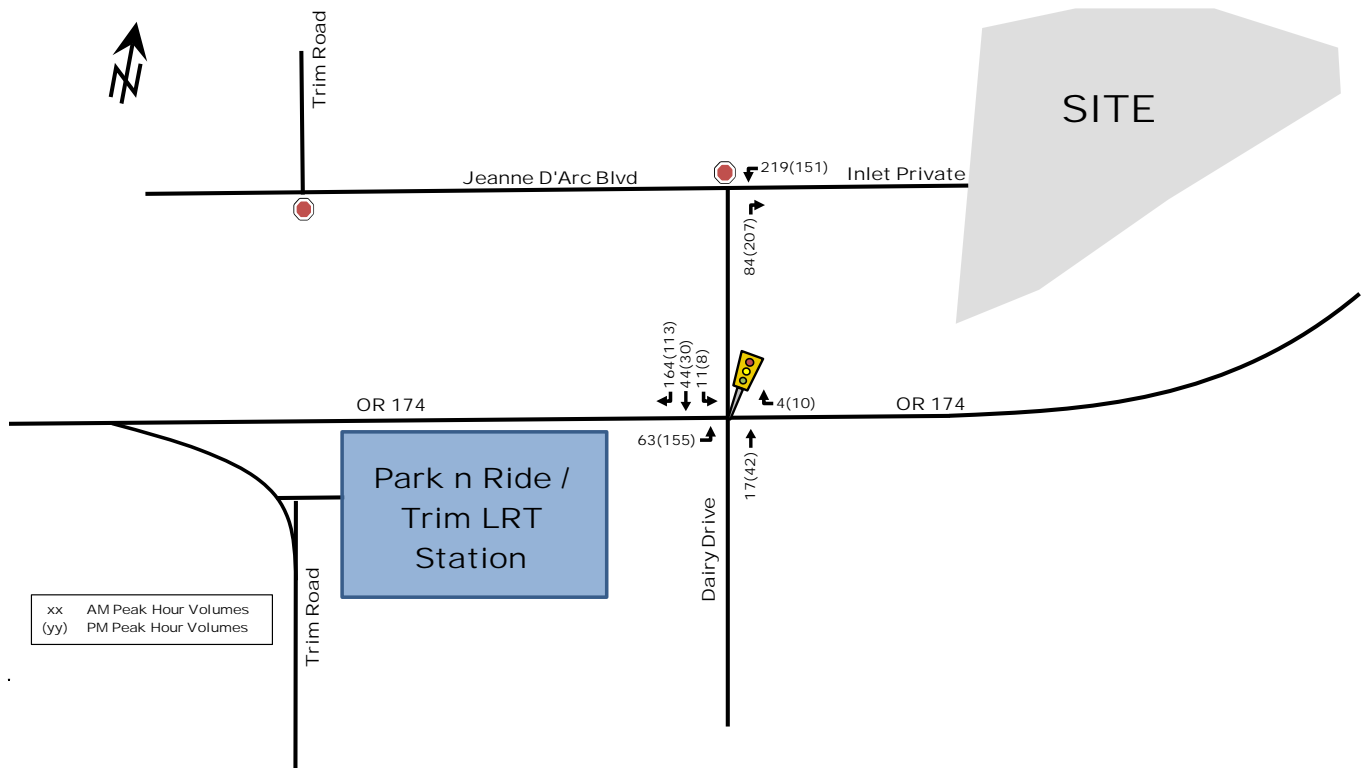 Trim Road
SITE
219(151)
Jeanne D'Arc Blvd
Inlet Private
84(207)
164(113)
44(30)
11(8)
OR 174
4(10)
OR 174
63(155)
17(42)
Park n Ride /
Trim LRT
Station
Dairy Drive
Trim Road
xx AM Peak Hour Volumes
(yy) PM Peak Hour Volumes